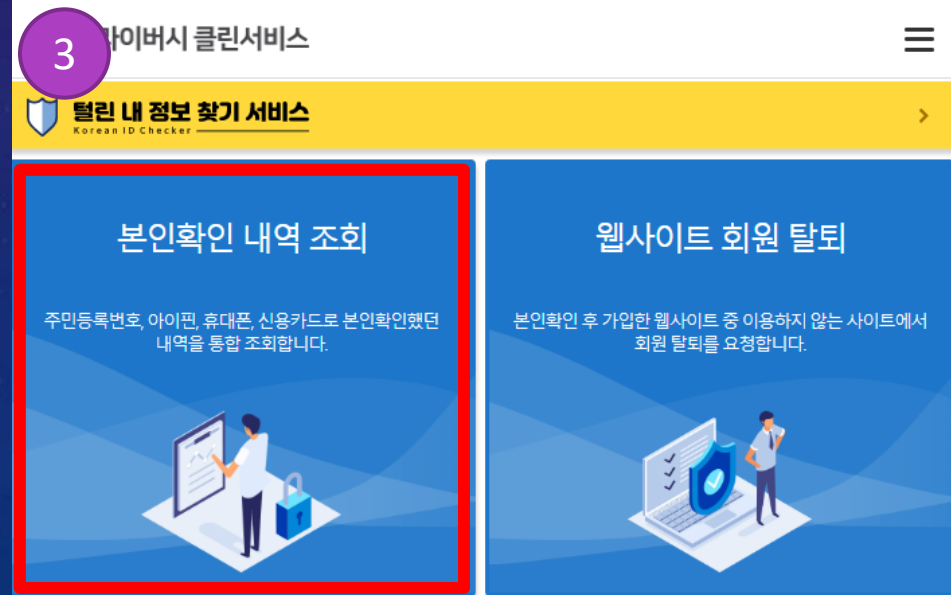 3
라이버시 클린서비스
털린 내 정보 찾기 서비스
Korean ID Checker
본인확인 내역 조회
주민등록번호, 아이핀, 휴대폰, 신용카드로 본인확인했던
내역을 통합 조회합니다.
웹사이트 회원 탈퇴
본인확인 후 가입한 웹사이트 중 이용하지 않는 사이트에서
회원 탈퇴를 요청합니다.